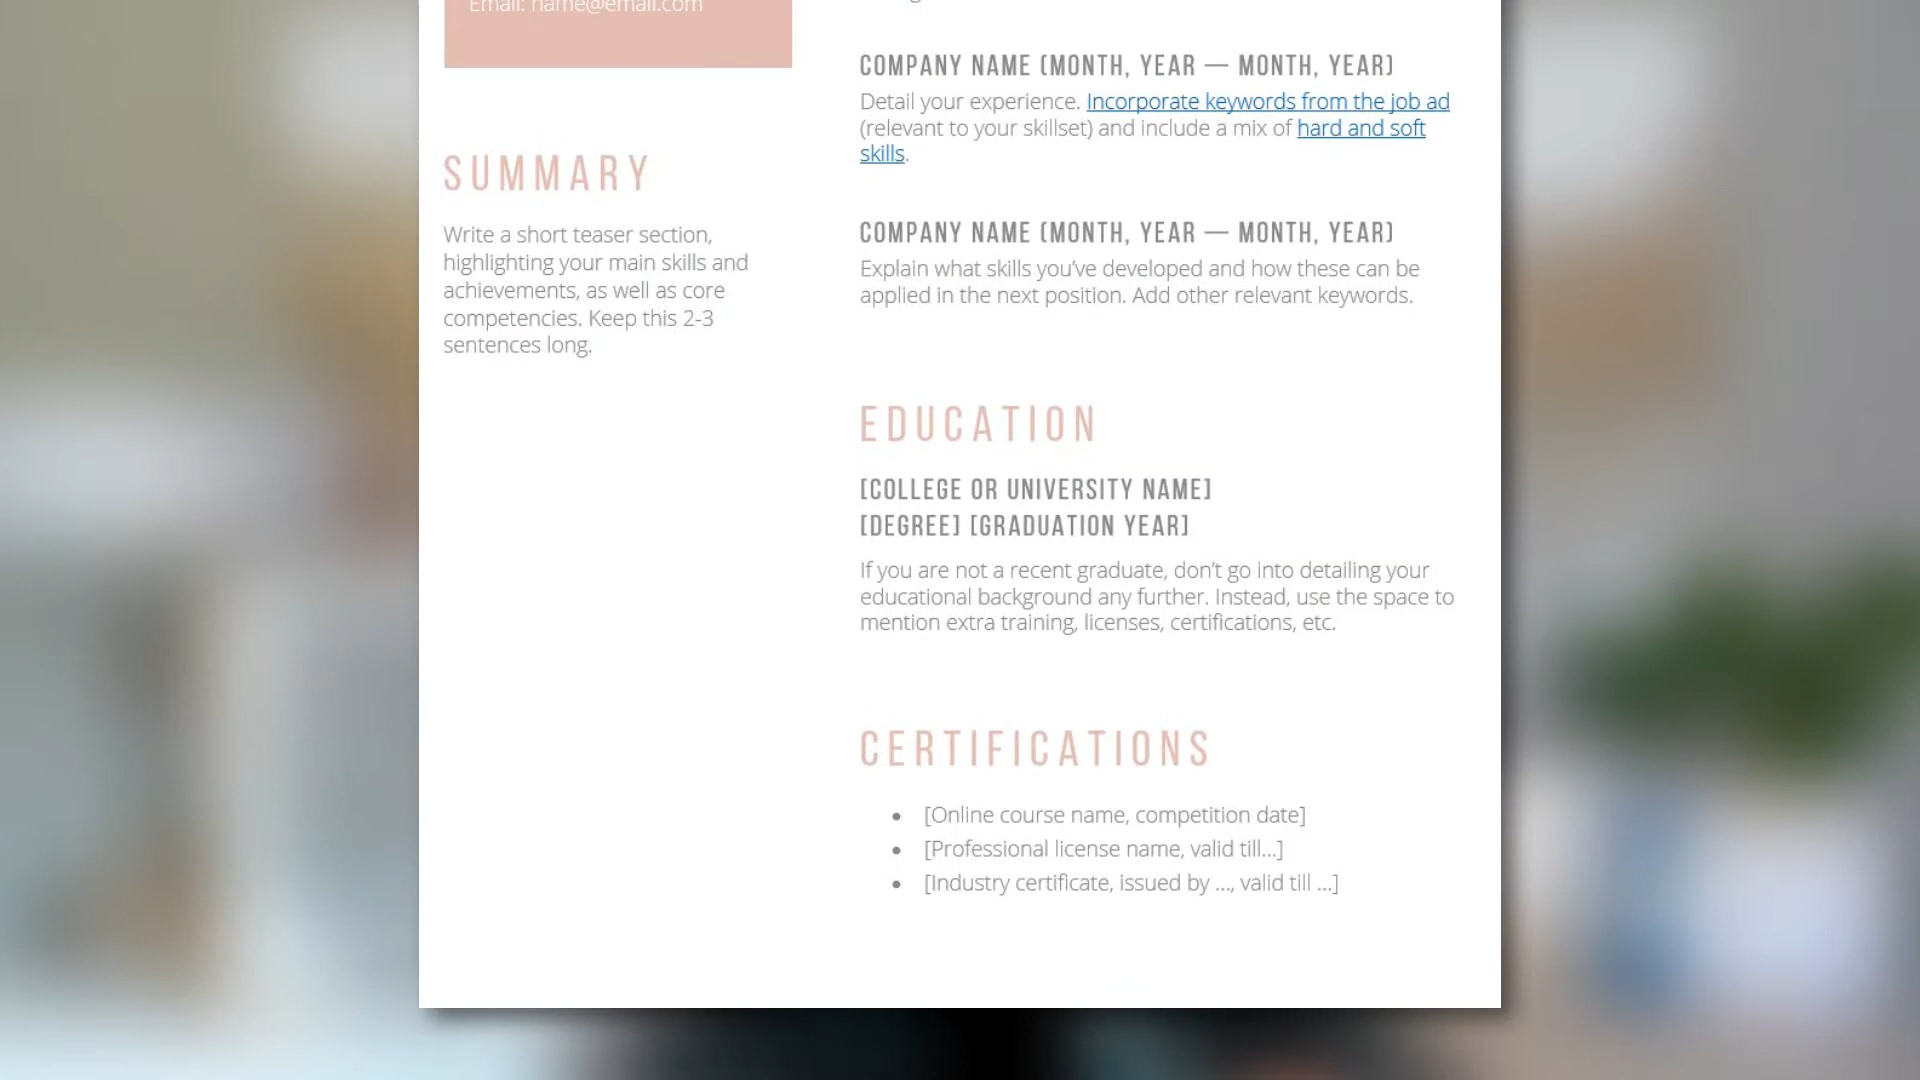 Email: name@email.com
SUMMARY
Write a short teaser section,
highlighting your main skills and
achievements, as well as core
competencies. Keep this 2-3
sentences long.
COMPANY NAME (MONTH, YEAR — MONTH, YEAR)
Detail your experience. Incorporate keywords from the job ad
(relevant to your skillset) and include a mix of hard and soft
skills.
COMPANY NAME (MONTH, YEAR — MONTH, YEAR)
Explain what skills you’ve developed and how these can be
applied in the next position. Add other relevant keywords.
EDUCATION
[COLLEGE OR UNIVERSITY NAME]
[DEGREE] [GRADUATION YEAR]
If you are not a recent graduate, don’t go into detailing your
educational background any further. Instead, use the space to
mention extra training, licenses, certifications, etc.
CERTIFICATIONS
• [Online course name, competition date]
• [Professional license name, valid till...]
• [Industry certificate, issued by ..., valid till ...]